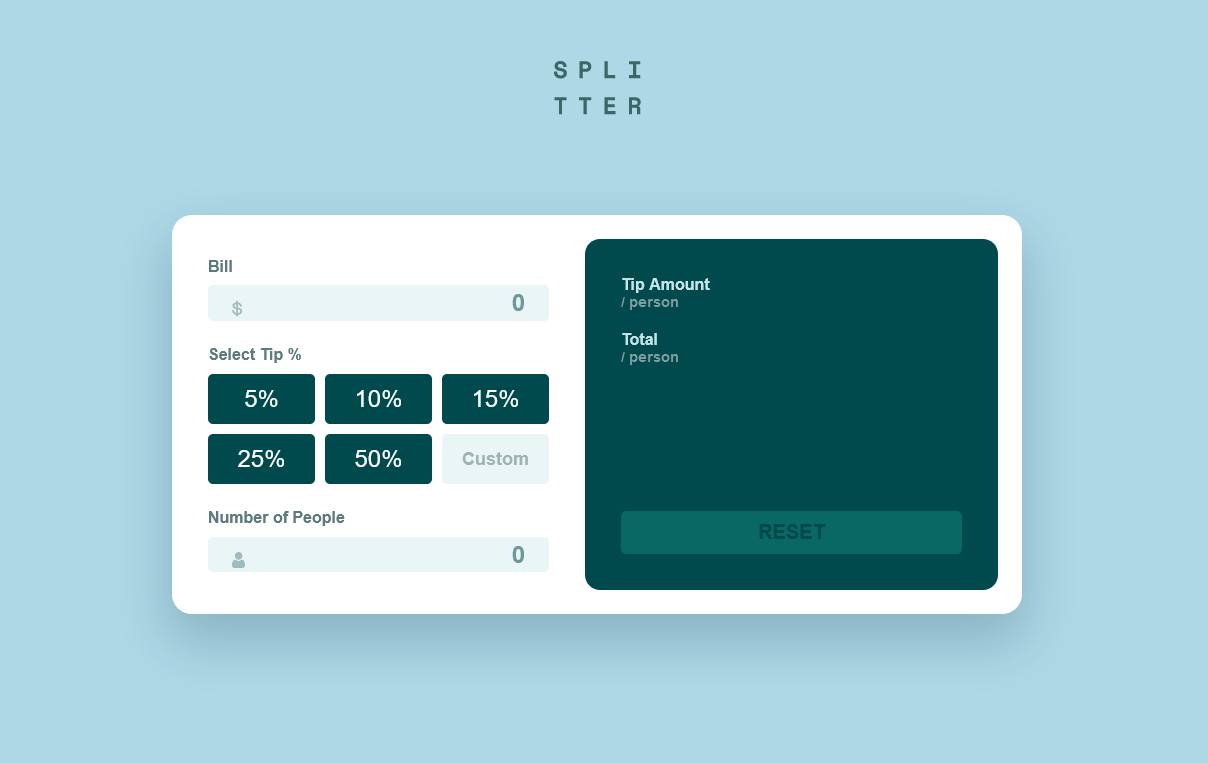 SPLI
TTER
Bill
$ 0
Select Tip %
5% 10% 15%
25% 50% Custom
Number of People
0
Tip Amount
/ person
Total
/ person
RESET